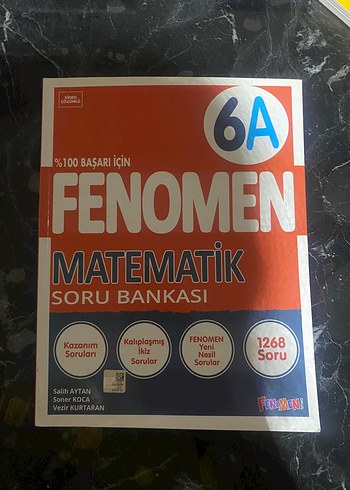 VİDEO
ÇÖZÜMLÜ
6A
%100 BAŞARI İÇİN
FENOMEN
MATEMATİK
SORU BANKASI
Kazanım
Soruları
Kalıplaşmış
İkiz
Sorular
FENOMEN
Yeni
Nesil
Sorular
1268
Soru
Salih AYTAN
Soner KOCA
Vezir KURTARAN
FENOMEN